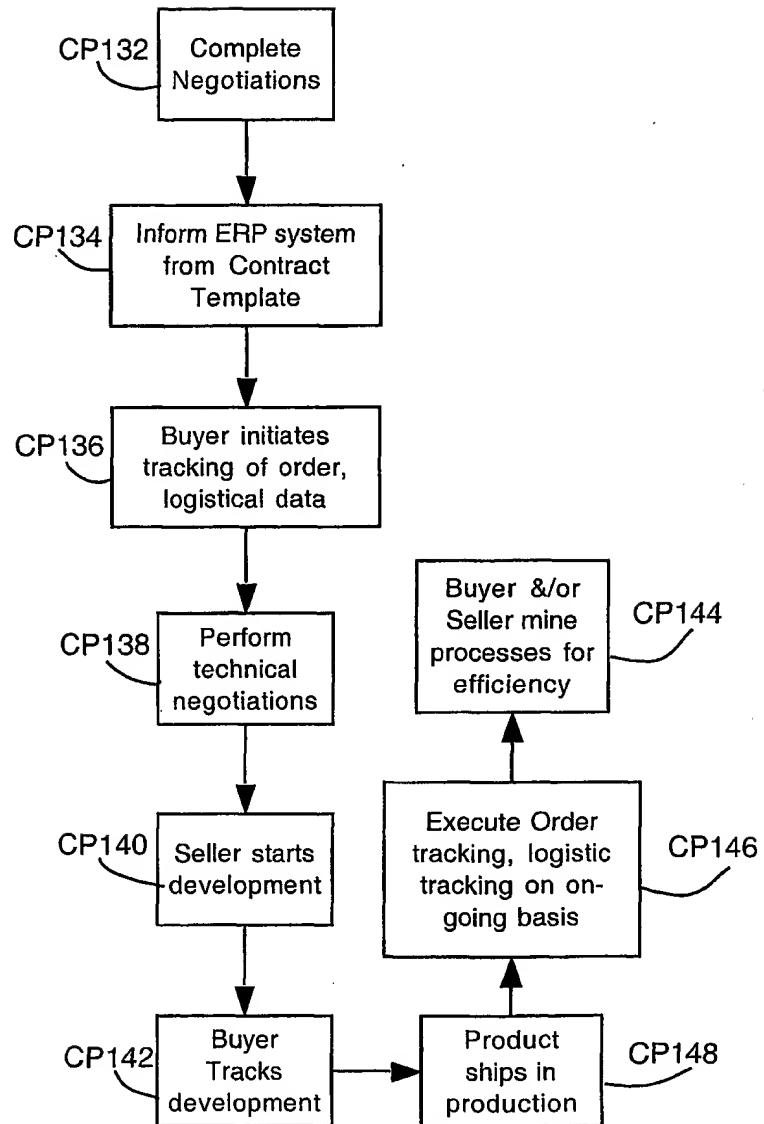 CP132
Complete
Negotiations
CP134
Inform ERP system
from Contract
Template
CP136
Buyer initiates
tracking of order,
logistical data
CP138
Perform
technical
negotiations
CP140
Seller starts
development
CP142
Buyer
Tracks
development
Product
ships in
production
CP148
Execute Order
tracking, logistic
tracking on on-
going basis
CP146
Buyer &/or
Seller mine
processes for
efficiency
CP144